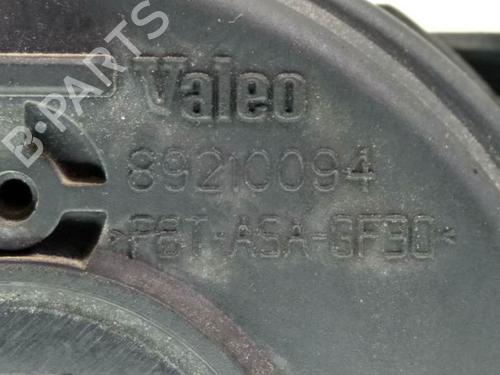 B·PARTS
Valeo
89210094
>PBT-ASA-GF30<